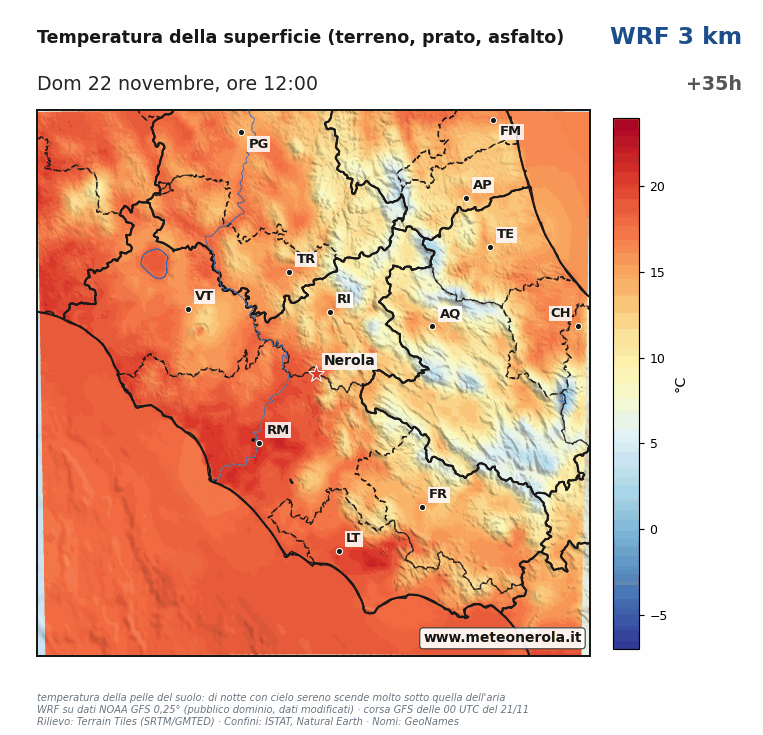 Temperatura della superficie (terreno, prato, asfalto)
WRF 3 km
Dom 22 novembre, ore 12:00
+35h
FM
PG
AP
TE
TR
VT
RI
AQ
CH
Nerola
RM
FR
LT
www.meteonerola.it
20
15
10
5
0
−5
°C
temperatura della pelle del suolo: di notte con cielo sereno scende molto sotto quella dell'aria
WRF su dati NOAA GFS 0,25° (pubblico dominio, dati modificati) · corsa GFS delle 00 UTC del 21/11
Rilievo: Terrain Tiles (SRTM/GMTED) · Confini: ISTAT, Natural Earth · Nomi: GeoNames